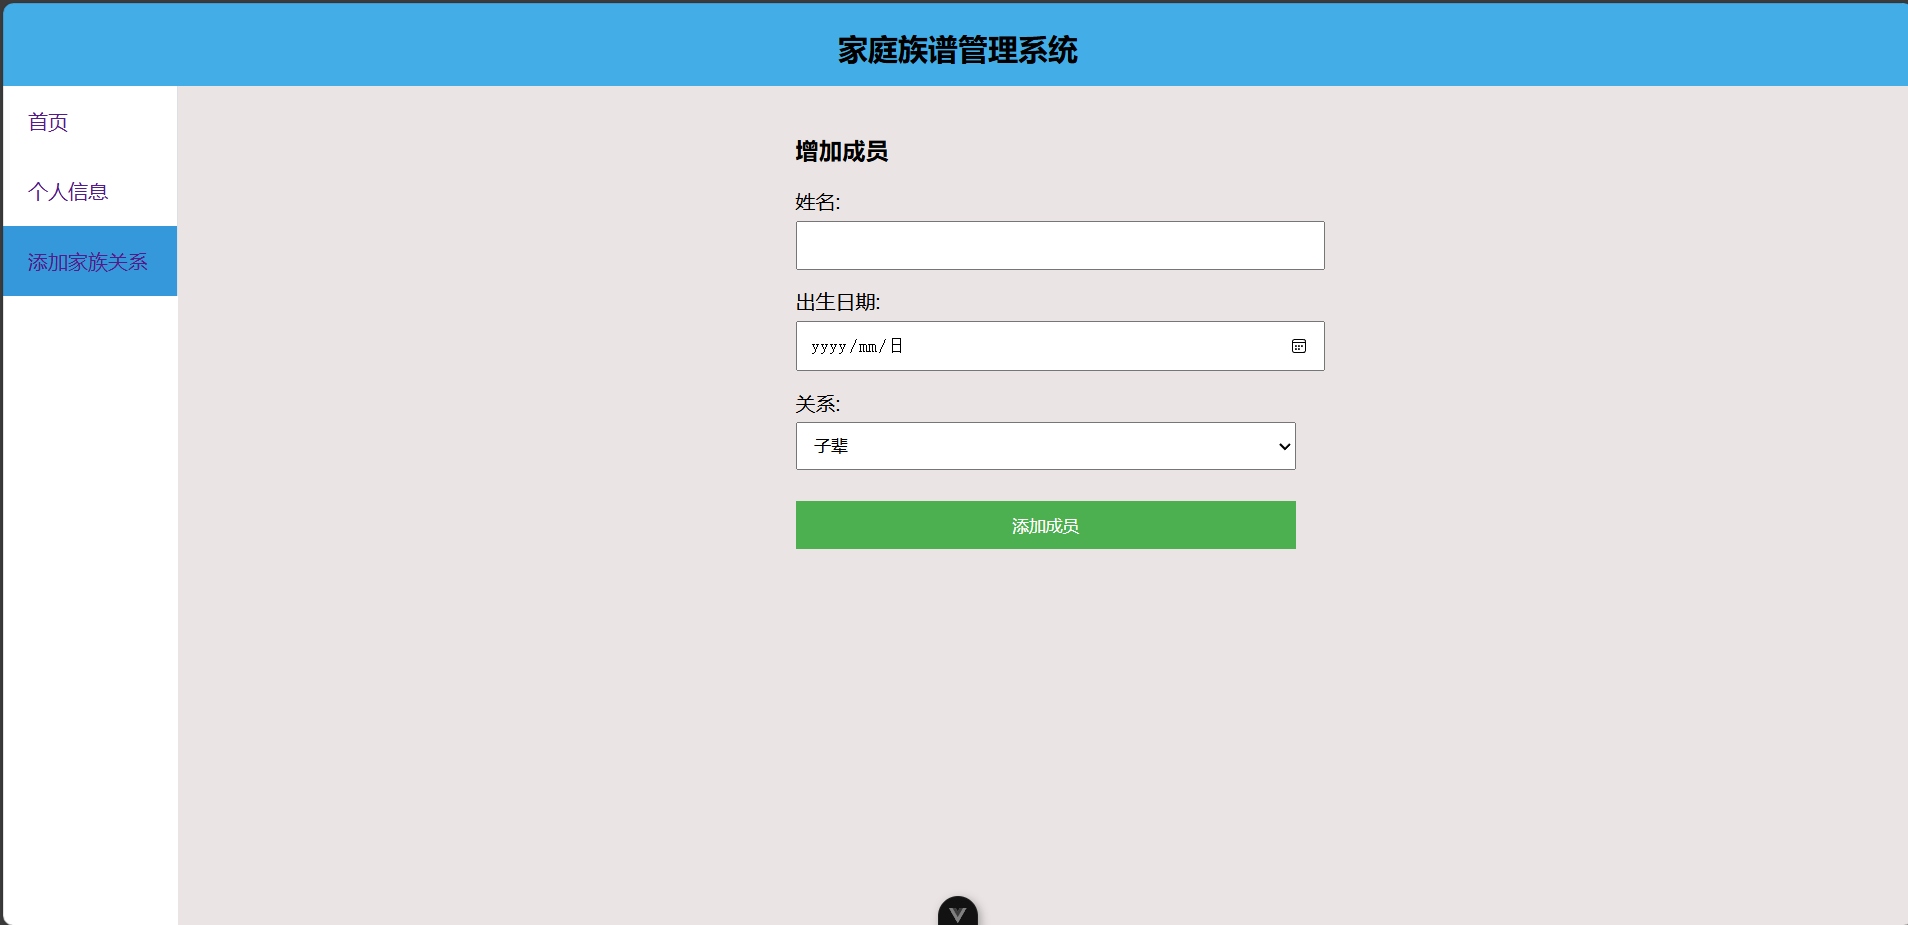 家庭族谱管理系统
首页
个人信息
添加家族关系
增加成员
姓名:
出生日期:
yyyy/mm/日
关系:
子辈
添加成员